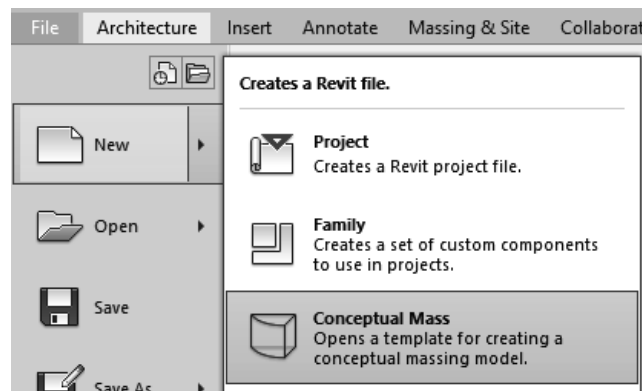 File Architecture Insert Annotate Massing & Site Collaborat
Creates a Revit file.
New
Project
Creates a Revit project file.
Open
Family
Creates a set of custom components
to use in projects.
Save
Conceptual Mass
Opens a template for creating a
conceptual massing model.
Save As